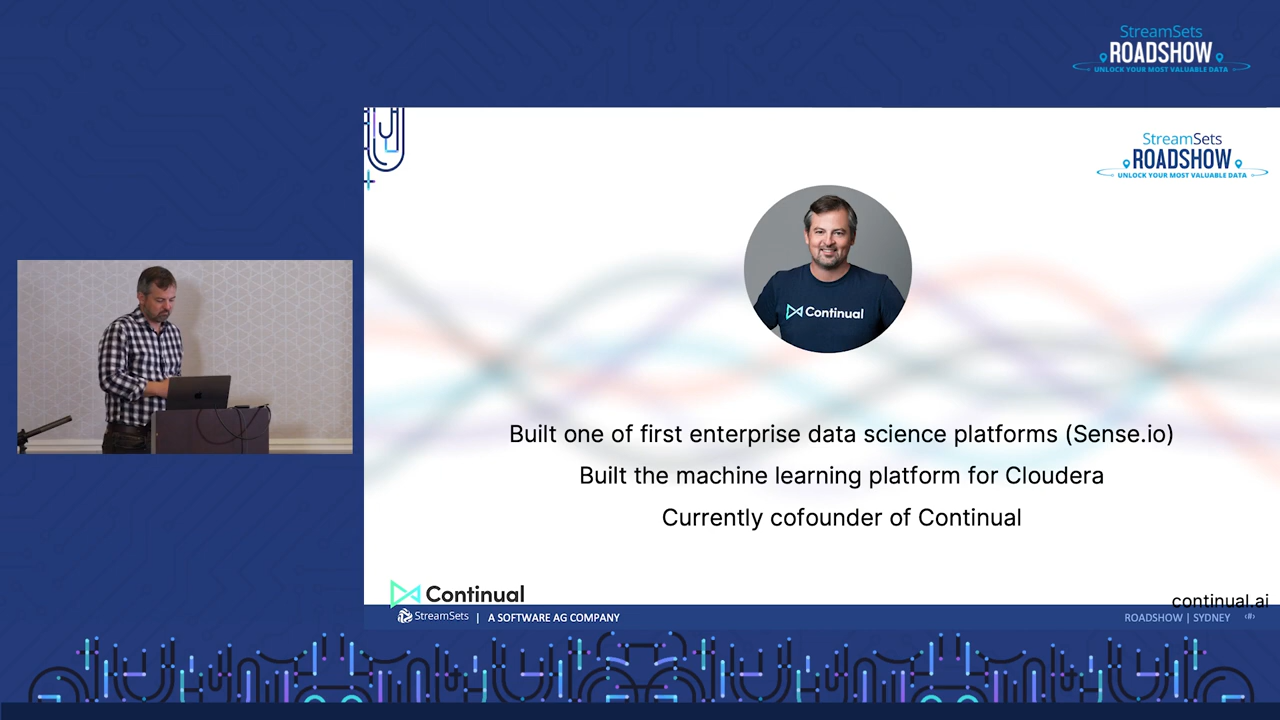 StreamSets
ROADSHOW
UNLOCK YOUR MOST VALUABLE DATA
StreamSets
ROADSHOW
UNLOCK YOUR MOST VALUABLE DATA
Continual
Built one of first enterprise data science platforms (Sense.io)
Built the machine learning platform for Cloudera
Currently cofounder of Continual
Continual
continual.ai
StreamSets | A SOFTWARE AG COMPANY
ROADSHOW | SYDNEY ‹#›